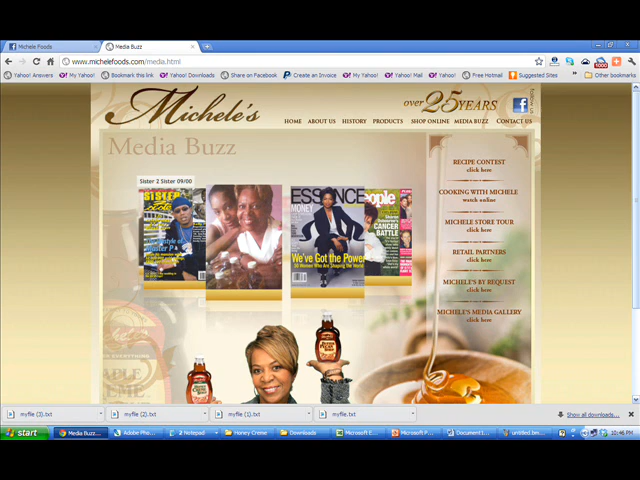 Michele Foods
Media Buzz
www.michelefoods.com/media.html
Yahoo! Answers
My Yahoo!
Bookmark this link
Yahoo! Downloads
Share on Facebook
Create an Invoice
My Yahoo!
Yahoo! Mail
My Yahoo!
Free Hotmail
Suggested Sites
Other bookmarks
Michele's
over 25 YEARS
HOME
ABOUT US
HISTORY
PRODUCTS
SHOP ONLINE
MEDIA BUZZ
CONTACT US
Media Buzz
Sister 2 Sister 09/00
ESSENCE
MONEY
We've Got the Power
CANCER
BATTLE
RECIPE CONTEST
click here
COOKING WITH MICHELE
watch online
MICHELE STORE TOUR
click here
RETAIL PARTNERS
click here
MICHELE'S BY REQUEST
click here
MICHELE'S MEDIA GALLERY
click here
myfile (3).txt
myfile (2).txt
myfile (1).txt
myfile.txt
Show all downloads...
start
Media Buzz...
Adobe Pho...
2 Notepad
Honey Creme
Downloads
Microsoft E...
Microsoft P...
Document1...
untitled.bm...
10:46 PM